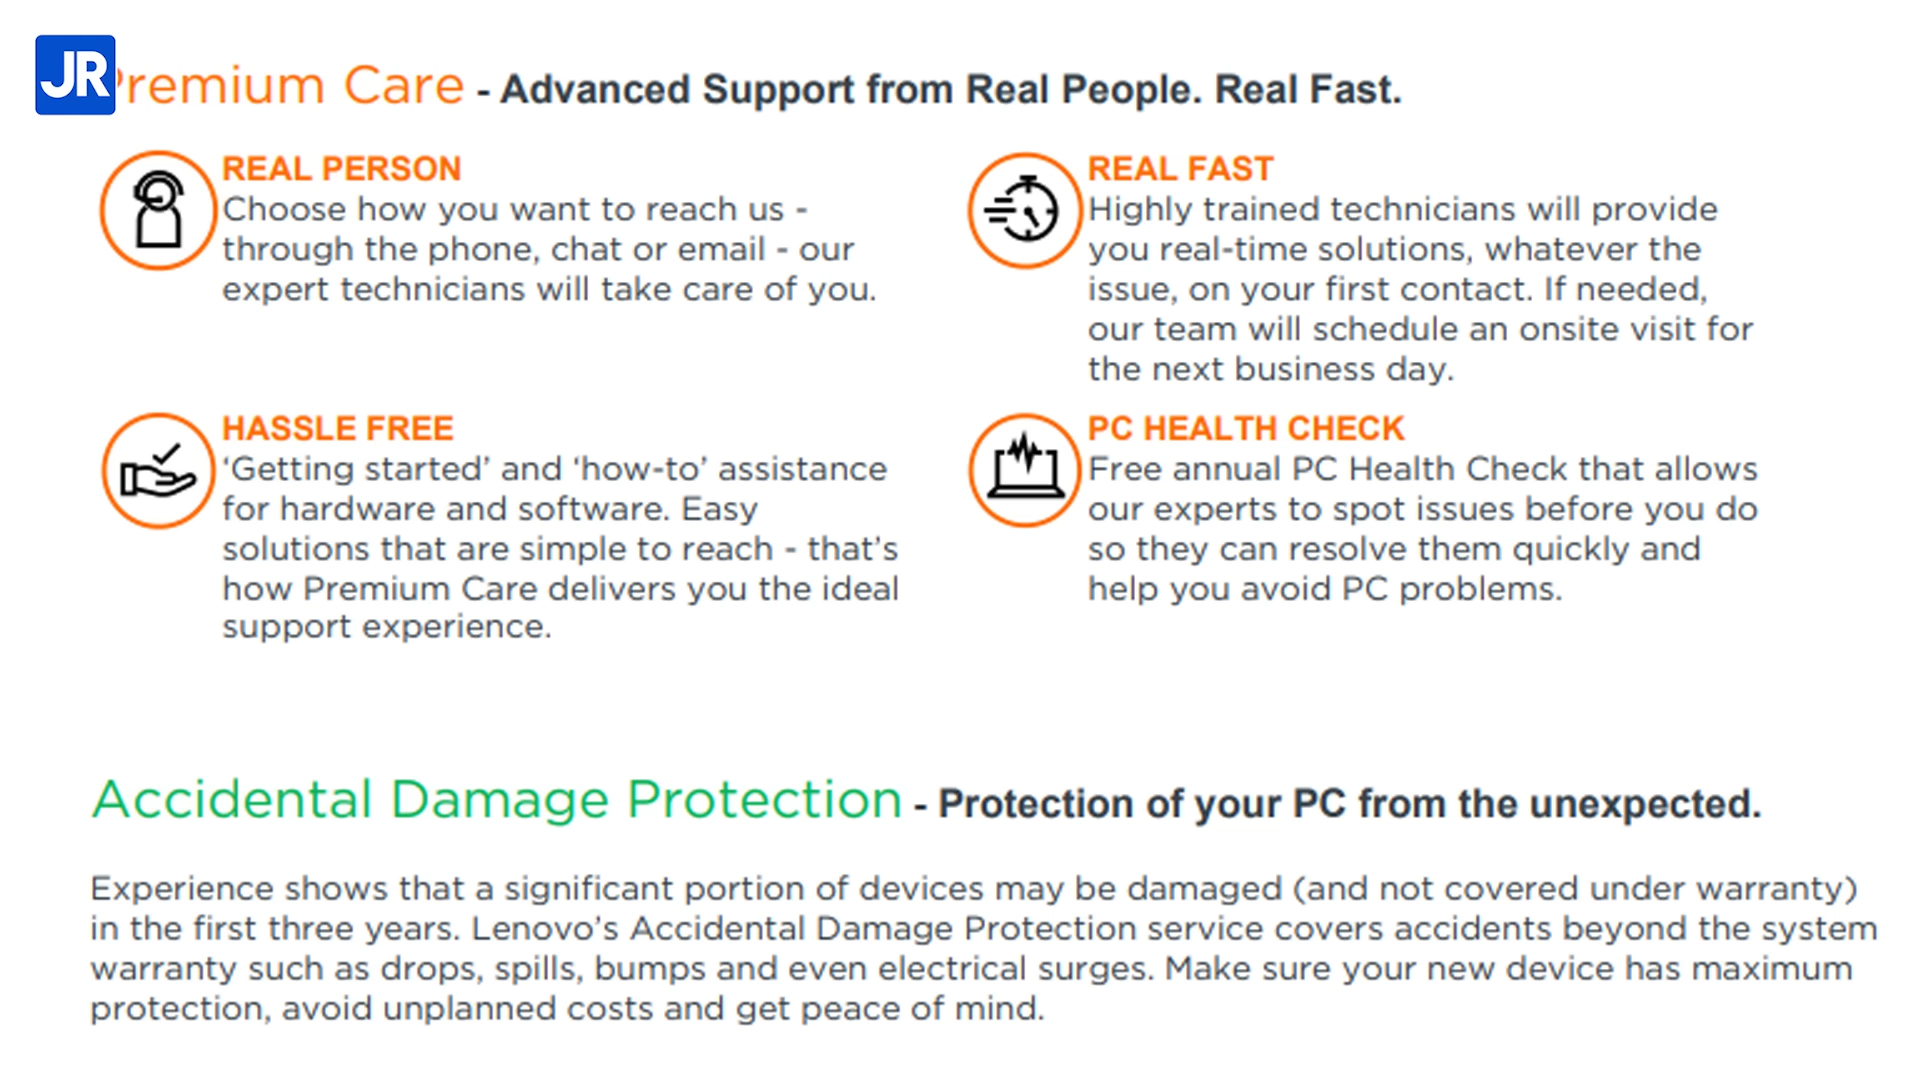 JR
Premium Care - Advanced Support from Real People. Real Fast.
REAL PERSON
Choose how you want to reach us -
through the phone, chat or email - our
expert technicians will take care of you.
REAL FAST
Highly trained technicians will provide
you real-time solutions, whatever the
issue, on your first contact. If needed,
our team will schedule an onsite visit for
the next business day.
HASSLE FREE
‘Getting started’ and ‘how-to’ assistance
for hardware and software. Easy
solutions that are simple to reach - that’s
how Premium Care delivers you the ideal
support experience.
PC HEALTH CHECK
Free annual PC Health Check that allows
our experts to spot issues before you do
so they can resolve them quickly and
help you avoid PC problems.
Accidental Damage Protection - Protection of your PC from the unexpected.
Experience shows that a significant portion of devices may be damaged (and not covered under warranty)
in the first three years. Lenovo’s Accidental Damage Protection service covers accidents beyond the system
warranty such as drops, spills, bumps and even electrical surges. Make sure your new device has maximum
protection, avoid unplanned costs and get peace of mind.